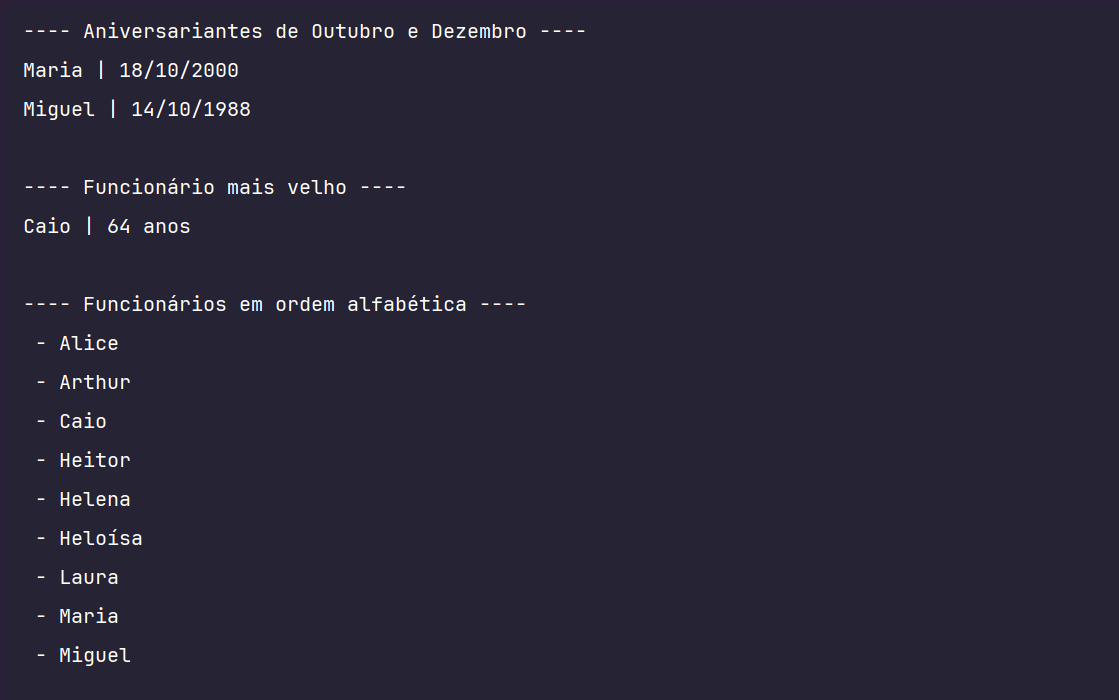 ---- Aniversariantes de Outubro e Dezembro ----
Maria | 18/10/2000
Miguel | 14/10/1988
---- Funcionário mais velho ----
Caio | 64 anos
---- Funcionários em ordem alfabética ----
- Alice
- Arthur
- Caio
- Heitor
- Helena
- Heloísa
- Laura
- Maria
- Miguel